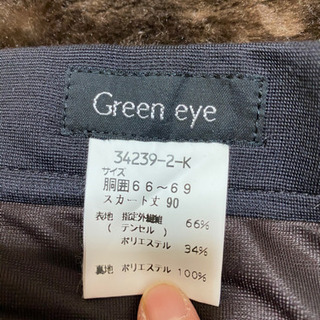 Green eye
34239-2-K
サイズ
胴囲66~69
スカート丈 90
表地 指定外繊維 66%
(テンセル)
ポリエステル 34%
裏地 ポリエステル 100%